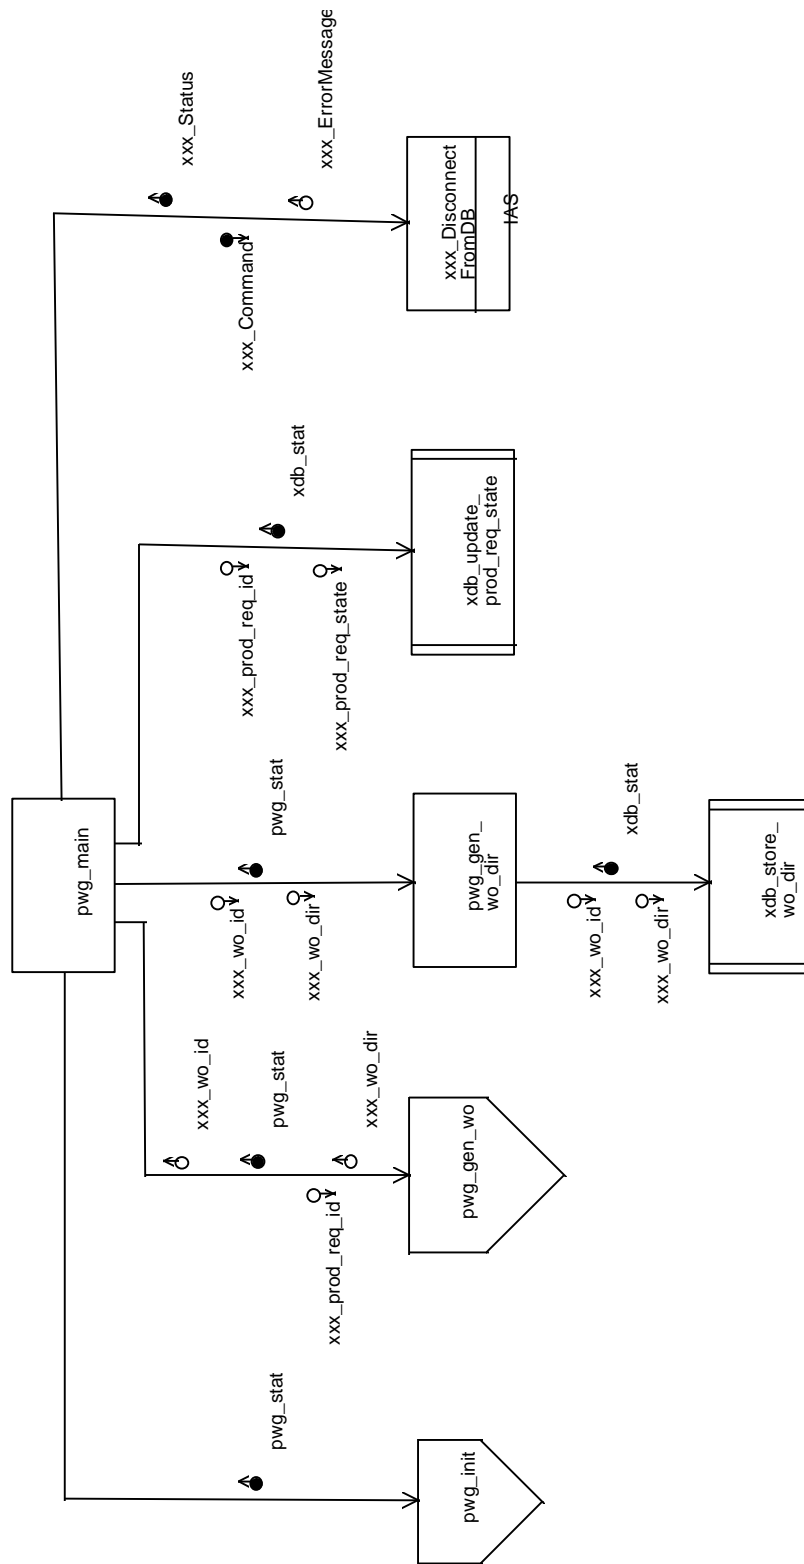 pwg_main
pwg_stat
pwg_init
xxx_wo_id
pwg_stat
xxx_wo_dir
xxx_prod_req_id
pwg_gen_wo
pwg_stat
xxx_wo_id
xxx_wo_dir
pwg_gen_
wo_dir
xdb_stat
xxx_wo_id
xxx_wo_dir
xdb_store_
wo_dir
xdb_stat
xxx_prod_req_id
xxx_prod_req_state
xdb_update_
prod_req_state
xxx_Status
xxx_ErrorMessage
xxx_Command
xxx_Disconnect
FromDB
IAS